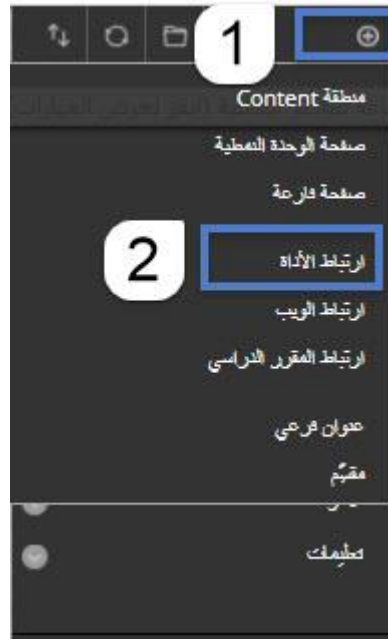 1
منطقة Content
صفحة الوحدة النمطية
صفحة فارغة
2
ارتباط الأداة
ارتباط الويب
ارتباط المقرر الدراسي
عنوان فرعي
مقسّم
تعليمات